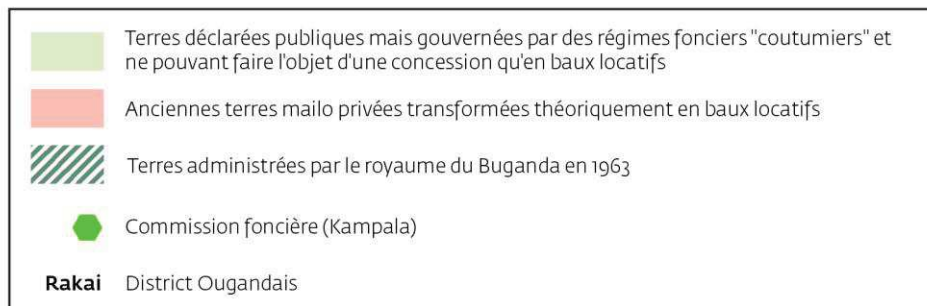 Terres déclarées publiques mais gouvernées par des régimes fonciers "coutumiers" et
ne pouvant faire l'objet d'une concession qu'en baux locatifs
Anciennes terres mailo privées transformées théoriquement en baux locatifs
Terres administrées par le royaume du Buganda en 1963
Commission foncière (Kampala)
Rakai District Ougandais